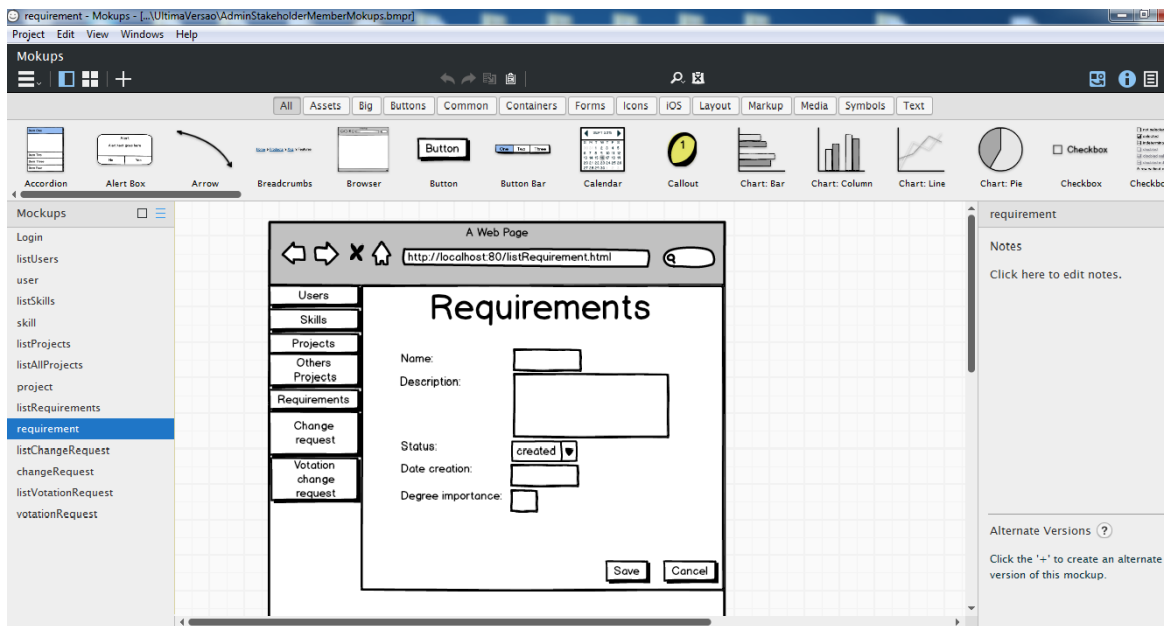 requirement - Mokups - [...\UltimaVersao\AdminStakeholderMemberMokups.bmpr]
Project Edit View Windows Help
Mokups
All Assets Big Buttons Common Containers Forms Icons iOS Layout Markup Media Symbols Text
Button
One Two Three
1
Checkbox
Accordion Alert Box Arrow Breadcrumbs Browser Button Button Bar Calendar Callout Chart: Bar Chart: Column Chart: Line Chart: Pie Checkbox Checkbo
Mockups
Login
listUsers
user
listSkills
skill
listProjects
listAllProjects
project
listRequirements
requirement
listChangeRequest
changeRequest
listVotationRequest
votationRequest
A Web Page
http://localhost:80/listRequirement.html
Users
Skills
Projects
Others
Projects
Requirements
Change
request
Votation
change
request
Requirements
Name:
Description:
Status:
created
Date creation:
Degree importance:
Save Cancel
requirement
Notes
Click here to edit notes.
Alternate Versions ?
Click the '+' to create an alternate
version of this mockup.